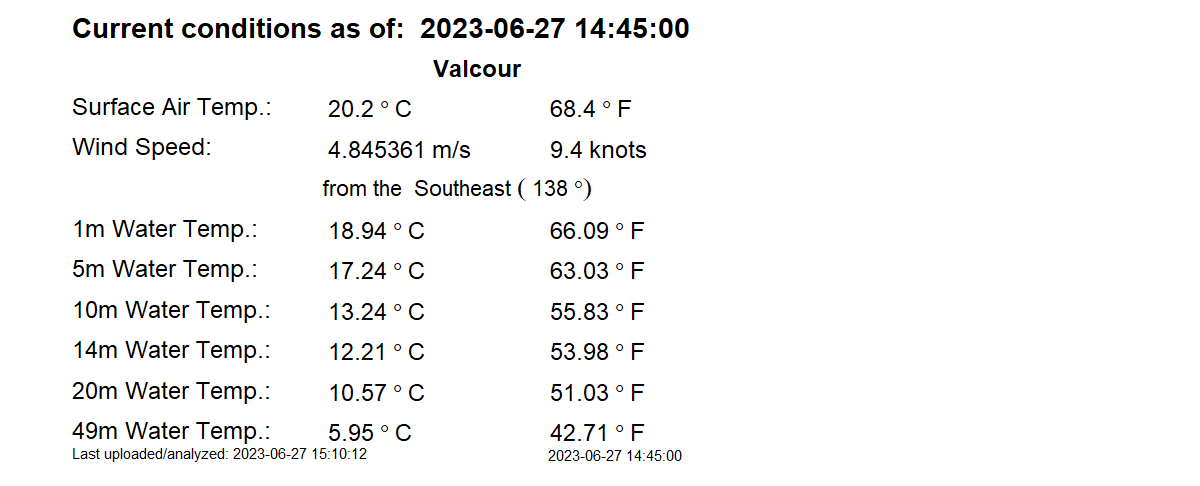 Current conditions as of:  2023-06-27 14:45:00
Valcour
Surface Air Temp.: 20.2 ° C 68.4 ° F
Wind Speed: 4.845361 m/s 9.4 knots
from the  Southeast ( 138 °)
1m Water Temp.: 18.94 ° C 66.09 ° F
5m Water Temp.: 17.24 ° C 63.03 ° F
10m Water Temp.: 13.24 ° C 55.83 ° F
14m Water Temp.: 12.21 ° C 53.98 ° F
20m Water Temp.: 10.57 ° C 51.03 ° F
49m Water Temp.: 5.95 ° C 42.71 ° F
Last uploaded/analyzed: 2023-06-27 15:10:12 2023-06-27 14:45:00